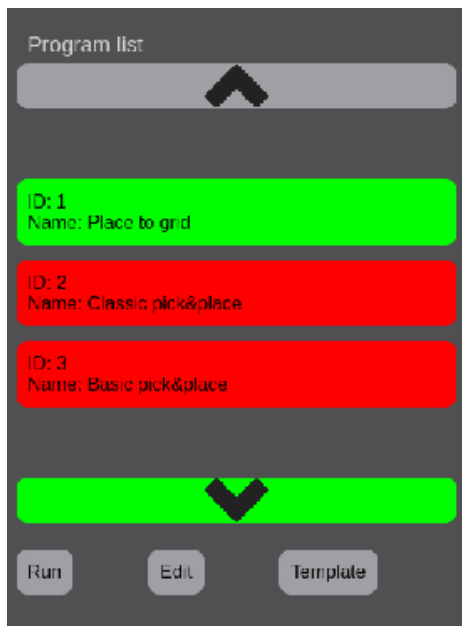 Program list
ID: 1
Name: Place to grid
ID: 2
Name: Classic pick&place
ID: 3
Name: Basic pick&place
Run Edit Template